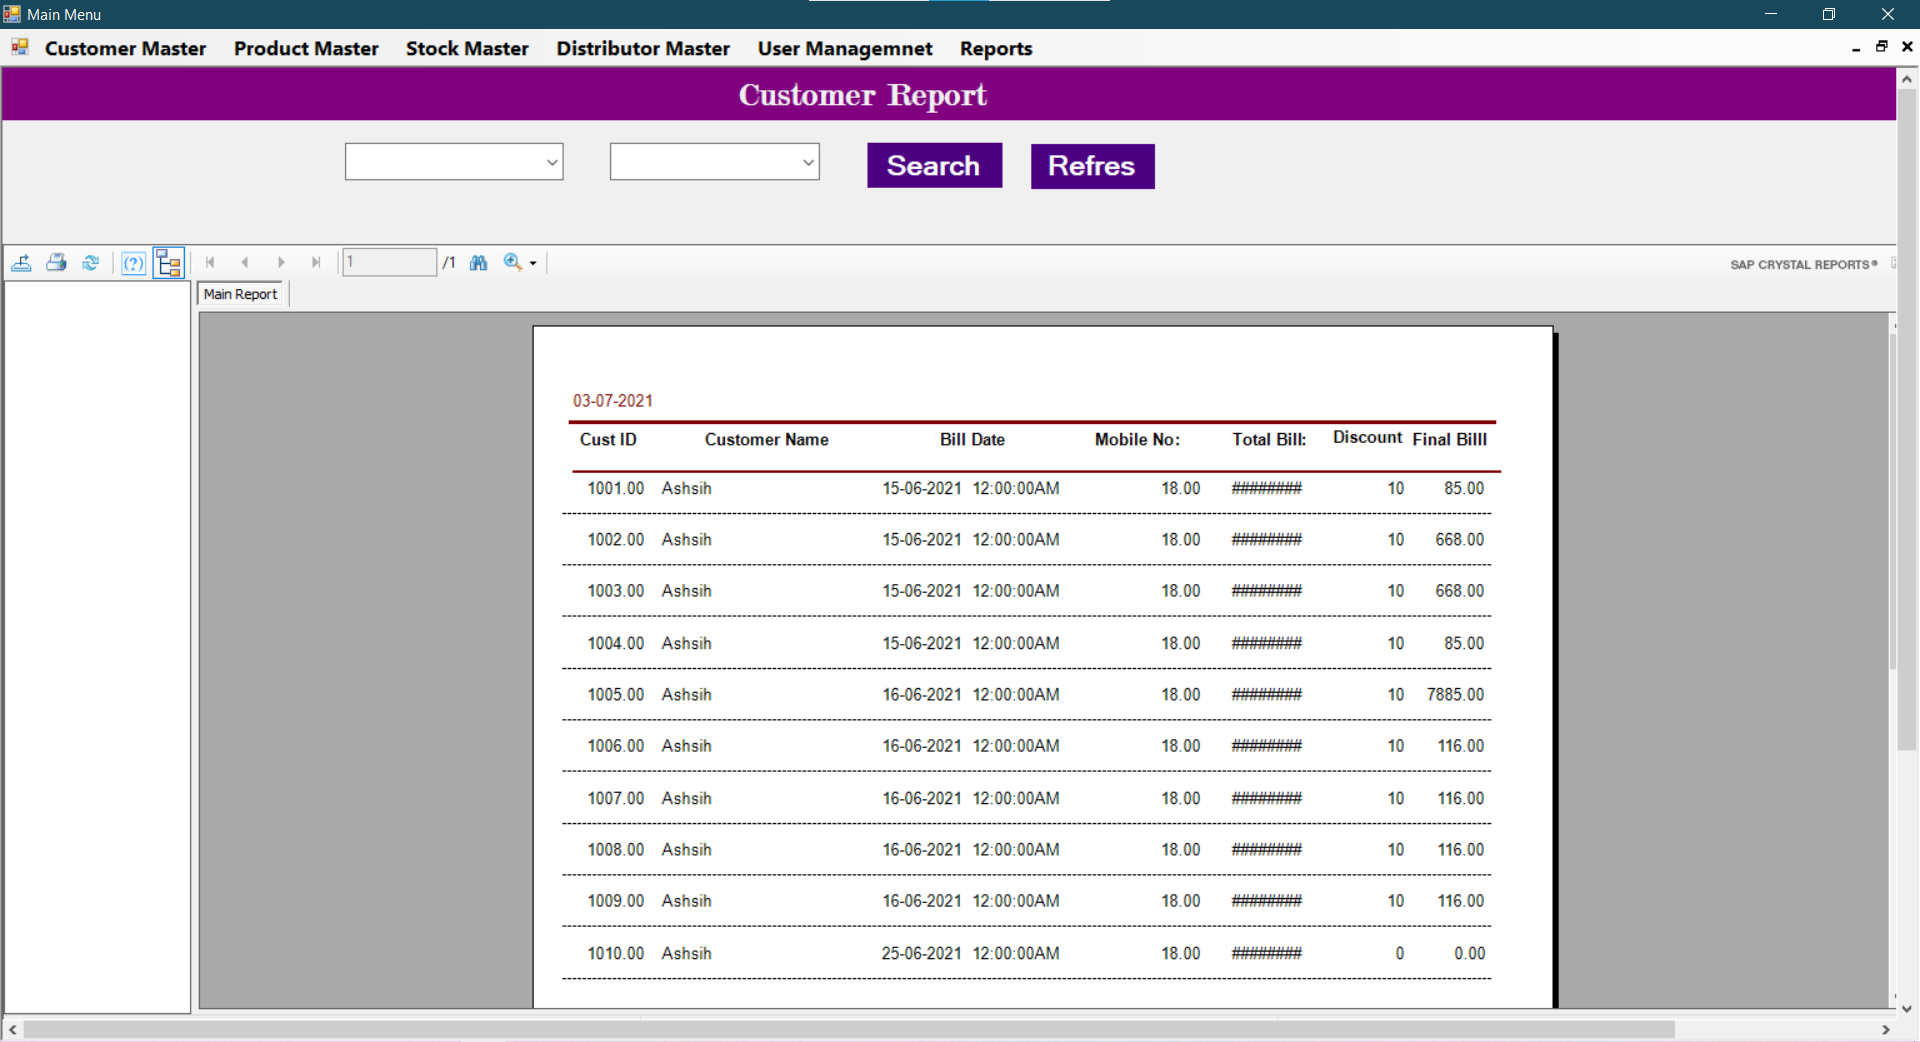 Main Menu
Customer Master Product Master Stock Master Distributor Master User Managemnet Reports
Customer Report
Search Refres
1 /1 SAP CRYSTAL REPORTS®
Main Report
03-07-2021
Cust ID Customer Name Bill Date Mobile No: Total Bill: Discount Final Billl
1001.00 Ashsih 15-06-2021 12:00:00AM 18.00 ######## 10 85.00
1002.00 Ashsih 15-06-2021 12:00:00AM 18.00 ######## 10 668.00
1003.00 Ashsih 15-06-2021 12:00:00AM 18.00 ######## 10 668.00
1004.00 Ashsih 15-06-2021 12:00:00AM 18.00 ######## 10 85.00
1005.00 Ashsih 16-06-2021 12:00:00AM 18.00 ######## 10 7885.00
1006.00 Ashsih 16-06-2021 12:00:00AM 18.00 ######## 10 116.00
1007.00 Ashsih 16-06-2021 12:00:00AM 18.00 ######## 10 116.00
1008.00 Ashsih 16-06-2021 12:00:00AM 18.00 ######## 10 116.00
1009.00 Ashsih 16-06-2021 12:00:00AM 18.00 ######## 10 116.00
1010.00 Ashsih 25-06-2021 12:00:00AM 18.00 ######## 0 0.00